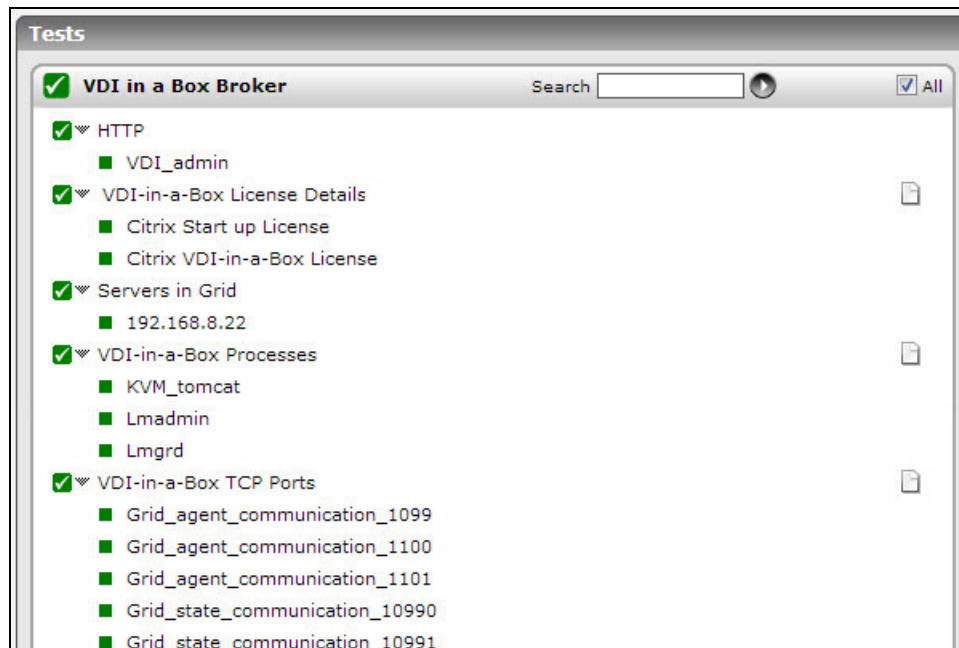 Tests
VDI in a Box Broker Search All
HTTP
VDI_admin
VDI-in-a-Box License Details
Citrix Start up License
Citrix VDI-in-a-Box License
Servers in Grid
192.168.8.22
VDI-in-a-Box Processes
KVM_tomcat
Lmadmin
Lmgrd
VDI-in-a-Box TCP Ports
Grid_agent_communication_1099
Grid_agent_communication_1100
Grid_agent_communication_1101
Grid_state_communication_10990
Grid_state_communication_10991